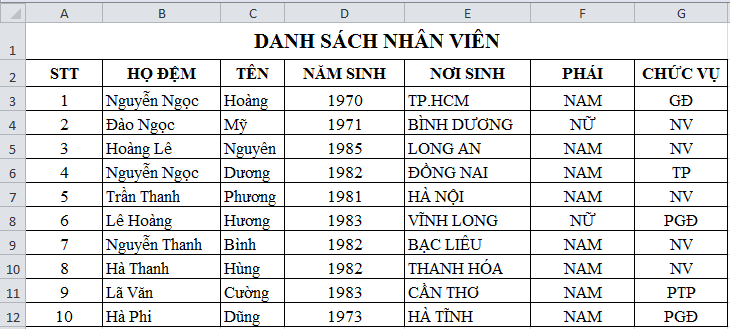 A B C D E F G
1 DANH SÁCH NHÂN VIÊN
2 STT HỌ ĐỆM TÊN NĂM SINH NƠI SINH PHÁI CHỨC VỤ
3 1 Nguyễn Ngọc Hoàng 1970 TP.HCM NAM GĐ
4 2 Đào Ngọc Mỹ 1971 BÌNH DƯƠNG NỮ NV
5 3 Hoàng Lê Nguyên 1985 LONG AN NAM NV
6 4 Nguyễn Ngọc Dương 1982 ĐỒNG NAI NAM TP
7 5 Trần Thanh Phương 1981 HÀ NỘI NAM NV
8 6 Lê Hoàng Hương 1983 VĨNH LONG NỮ PGĐ
9 7 Nguyễn Thanh Bình 1982 BẠC LIÊU NAM NV
10 8 Hà Thanh Hùng 1982 THANH HÓA NAM NV
11 9 Lã Văn Cường 1983 CẦN THƠ NAM PTP
12 10 Hà Phi Dũng 1973 HÀ TĨNH NAM PGĐ